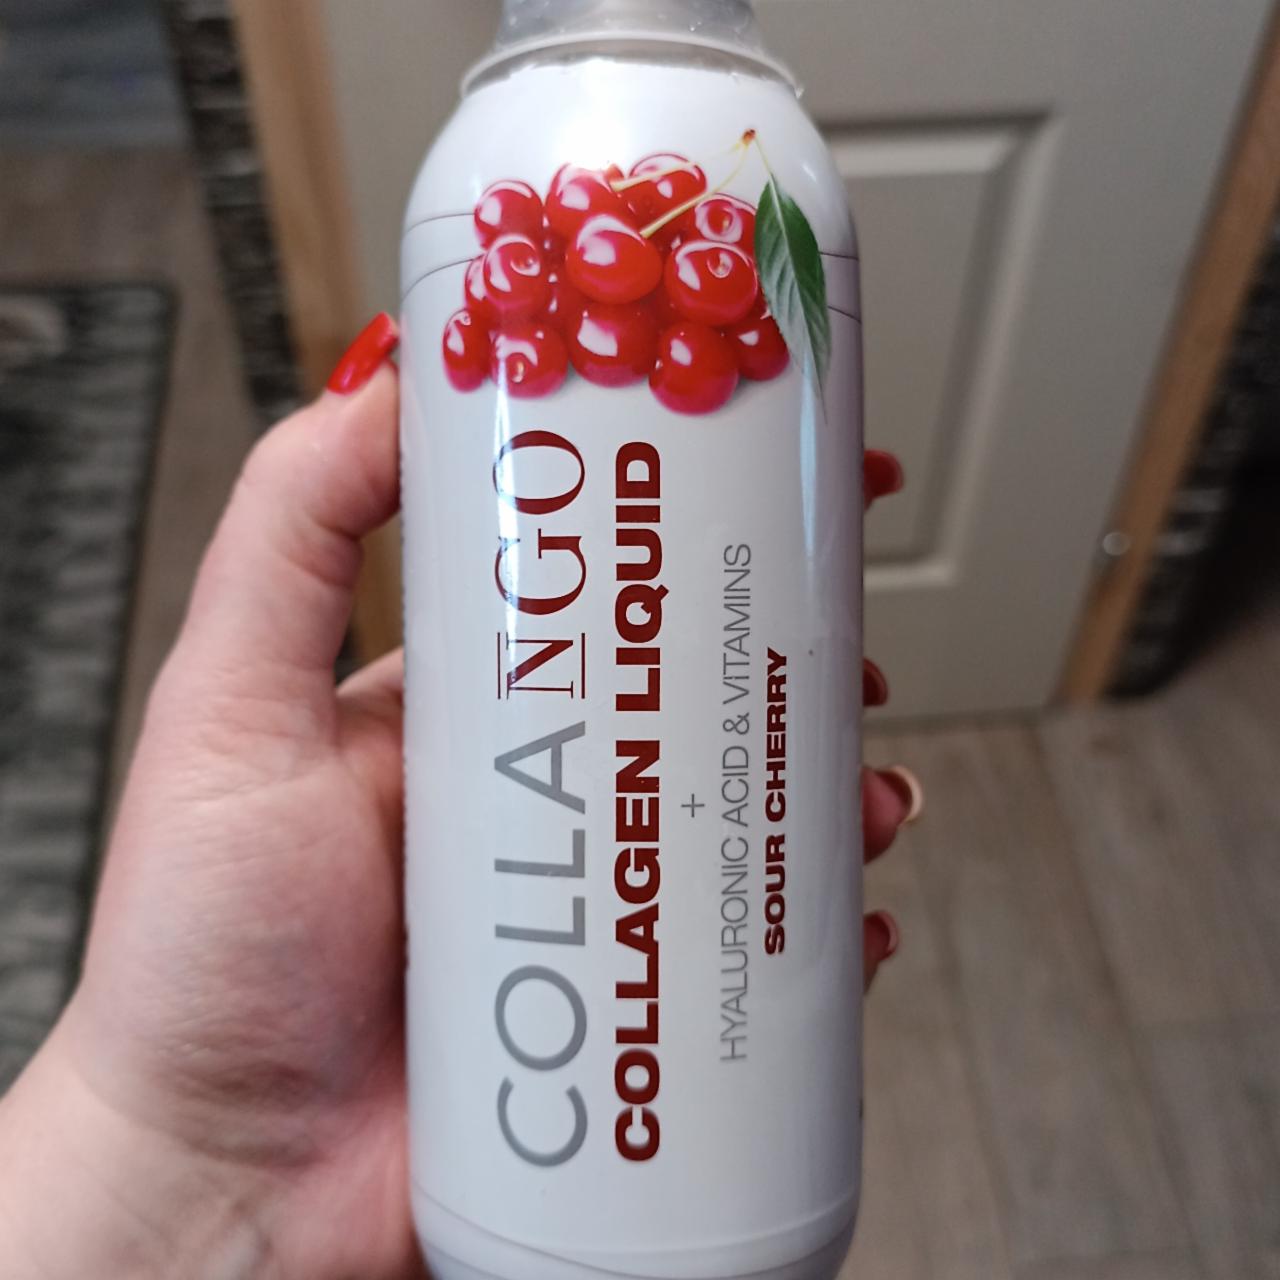 COLLANGO
COLLAGEN LIQUID
+
HYALURONIC ACID & VITAMINS
SOUR CHERRY